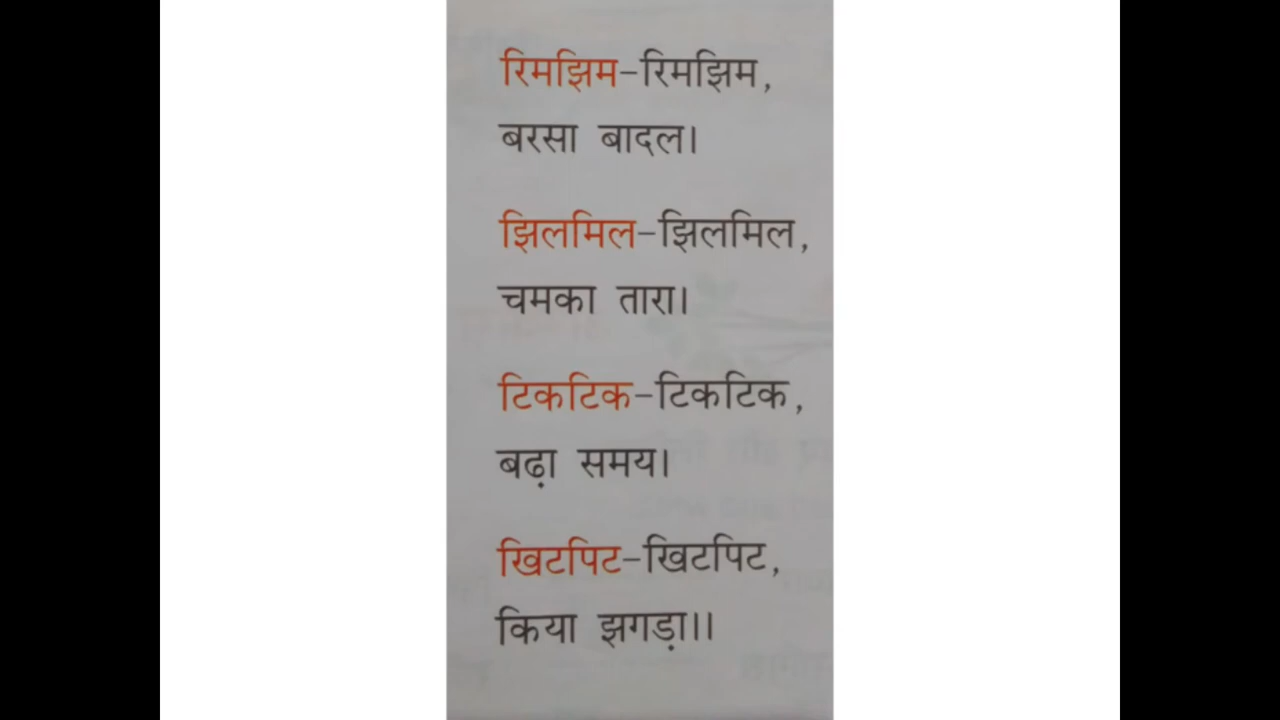 रिमझिम-रिमझिम,
बरसा बादल।
झिलमिल-झिलमिल,
चमका तारा।
टिकटिक-टिकटिक,
बढ़ा समय।
खिटपिट-खिटपिट,
किया झगड़ा।।